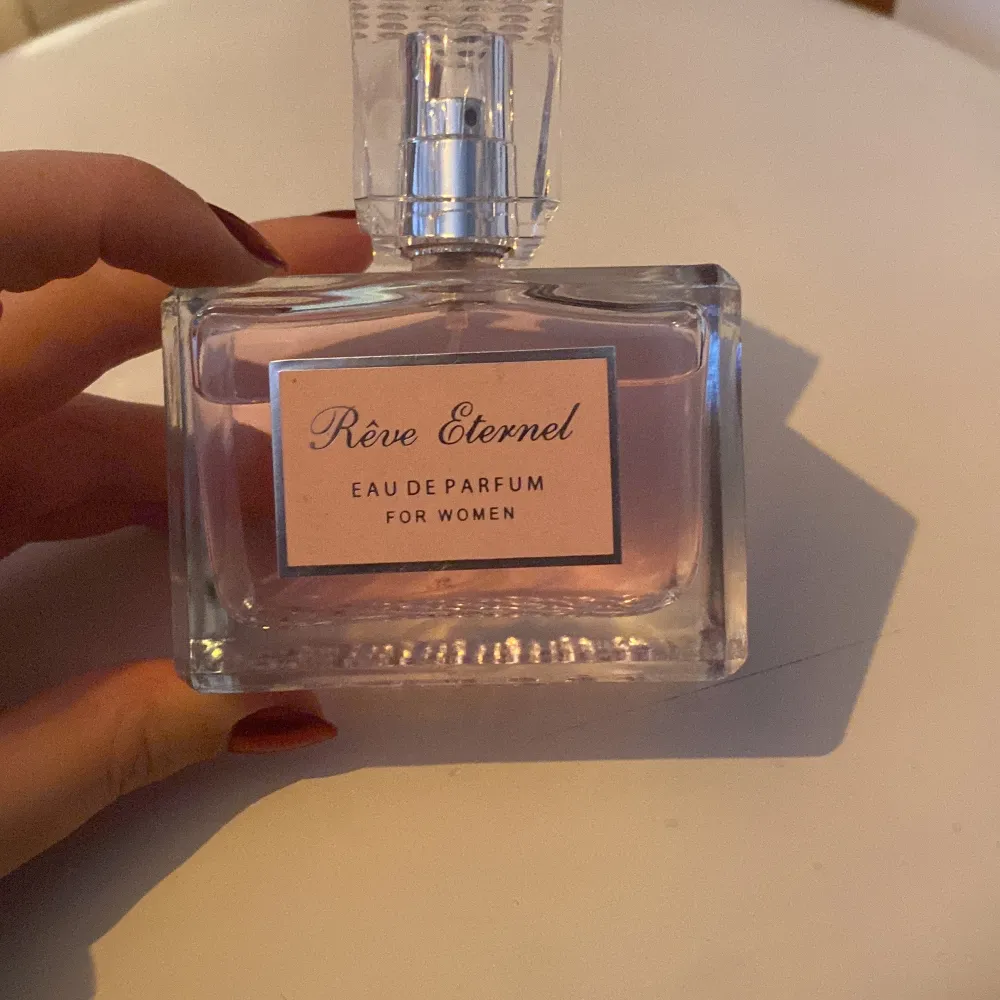 Rêve Eternel
EAU DE PARFUM
FOR WOMEN